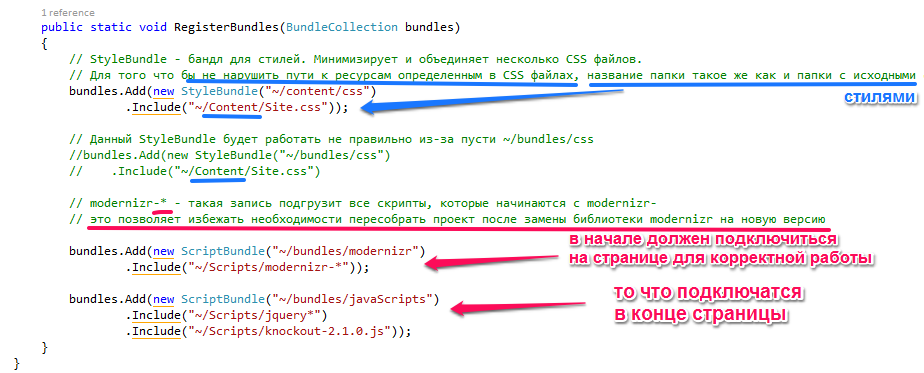 1 reference
public static void RegisterBundles(BundleCollection bundles)
{
// StyleBundle - бандл для стилей. Минимизирует и объединяет несколько CSS файлов.
// Для того что бы не нарушить пути к ресурсам определенным в CSS файлах, название папки такое же как и папки с исходными
стилями
bundles.Add(new StyleBundle("~/content/css")
.Include("~/Content/Site.css"));
// Данный StyleBundle будет работать не правильно из-за пусти ~/bundles/css
//bundles.Add(new StyleBundle("~/bundles/css")
// .Include("~/Content/Site.css")
// modernizr-* - такая запись подгрузит все скрипты, которые начинаются с modernizr-
// это позволяет избежать необходимости пересобрать проект после замены библиотеки modernizr на новую версию
bundles.Add(new ScriptBundle("~/bundles/modernizr")
.Include("~/Scripts/modernizr-*"));
в начале должен подключиться
на странице для корректной работы
bundles.Add(new ScriptBundle("~/bundles/javaScripts")
.Include("~/Scripts/jquery*")
.Include("~/Scripts/knockout-2.1.0.js"));
то что подключатся
в конце страницы
}
}